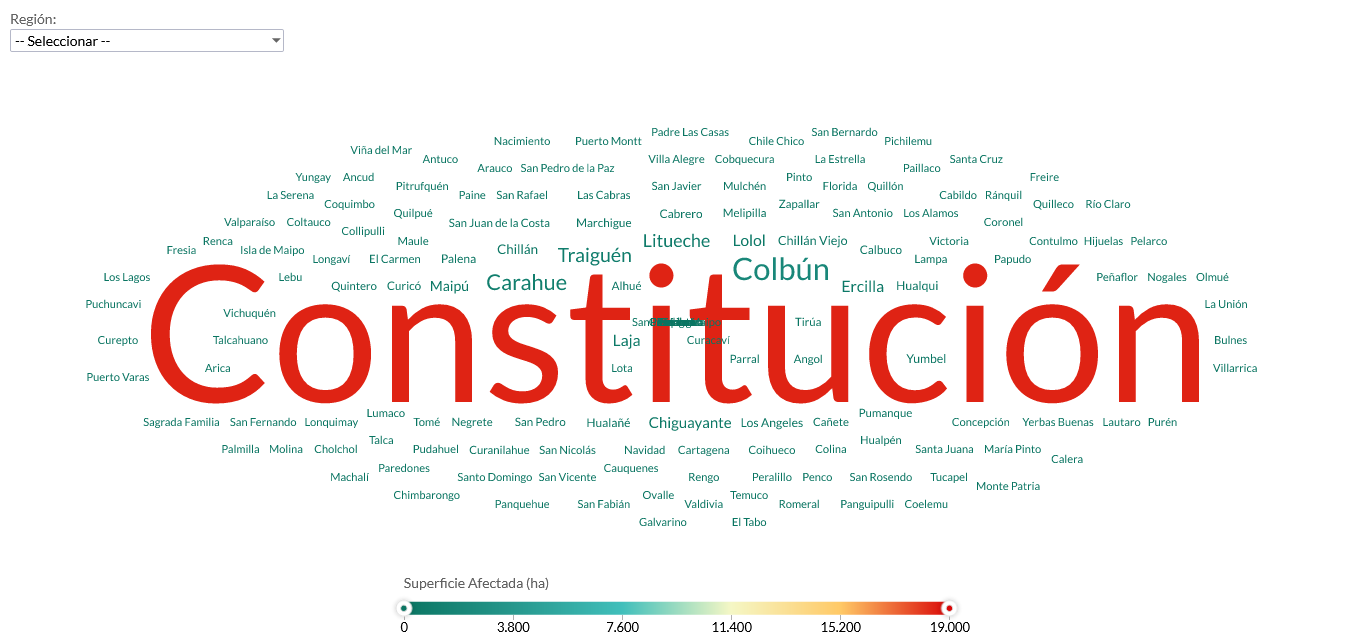 Región:
-- Seleccionar --
Padre Las Casas San Bernardo
Nacimiento Puerto Montt Chile Chico Pichilemu
Viña del Mar Antuco Villa Alegre Cobquecura La Estrella Santa Cruz
Arauco San Pedro de la Paz Paillaco
Yungay Ancud Pinto Freire
Pitrufquén San Javier Mulchén Florida Quillón
La Serena Paine San Rafael Las Cabras Cabildo Ránquil
Coquimbo Zapallar Quilleco Río Claro
Quilpué Cabrero Melipilla San Antonio Los Alamos
Valparaíso Coltauco San Juan de la Costa Marchigue Coronel
Collipulli
Renca Maule Litueche Lolol Chillán Viejo Victoria Contulmo Hijuelas Pelarco
Fresia Isla de Maipo Chillán Calbuco
Longaví El Carmen Palena Traiguén Lampa Papudo
Los Lagos Lebu Colbún Peñaflor Nogales Olmué
Quintero Curicó Maipú Carahue Alhué Ercilla Hualqui
Puchuncavi La Unión
Constitución
Vichuquén Tirúa
Curepto Talcahuano Laja Bulnes
Parral Angol Yumbel
Puerto Varas Arica Lota Villarrica
Lumaco Pumanque
Sagrada Familia San Fernando Lonquimay Tomé Negrete San Pedro Hualañé Chiguayante Los Angeles Cañete Concepción Yerbas Buenas Lautaro Purén
Talca Hualpén
Palmilla Molina Cholchol Pudahuel Curanilahue San Nicolás Navidad Cartagena Coihueco Colina Santa Juana María Pinto
Paredones Cauquenes Calera
Machalí Santo Domingo San Vicente Rengo Peralillo Penco San Rosendo Tucapel
Chimbarongo Ovalle Temuco Monte Patria
Panquehue San Fabián Valdivia Romeral Panguipulli Coelemu
Galvarino El Tabo
Superficie Afectada (ha)
0 3.800 7.600 11.400 15.200 19.000